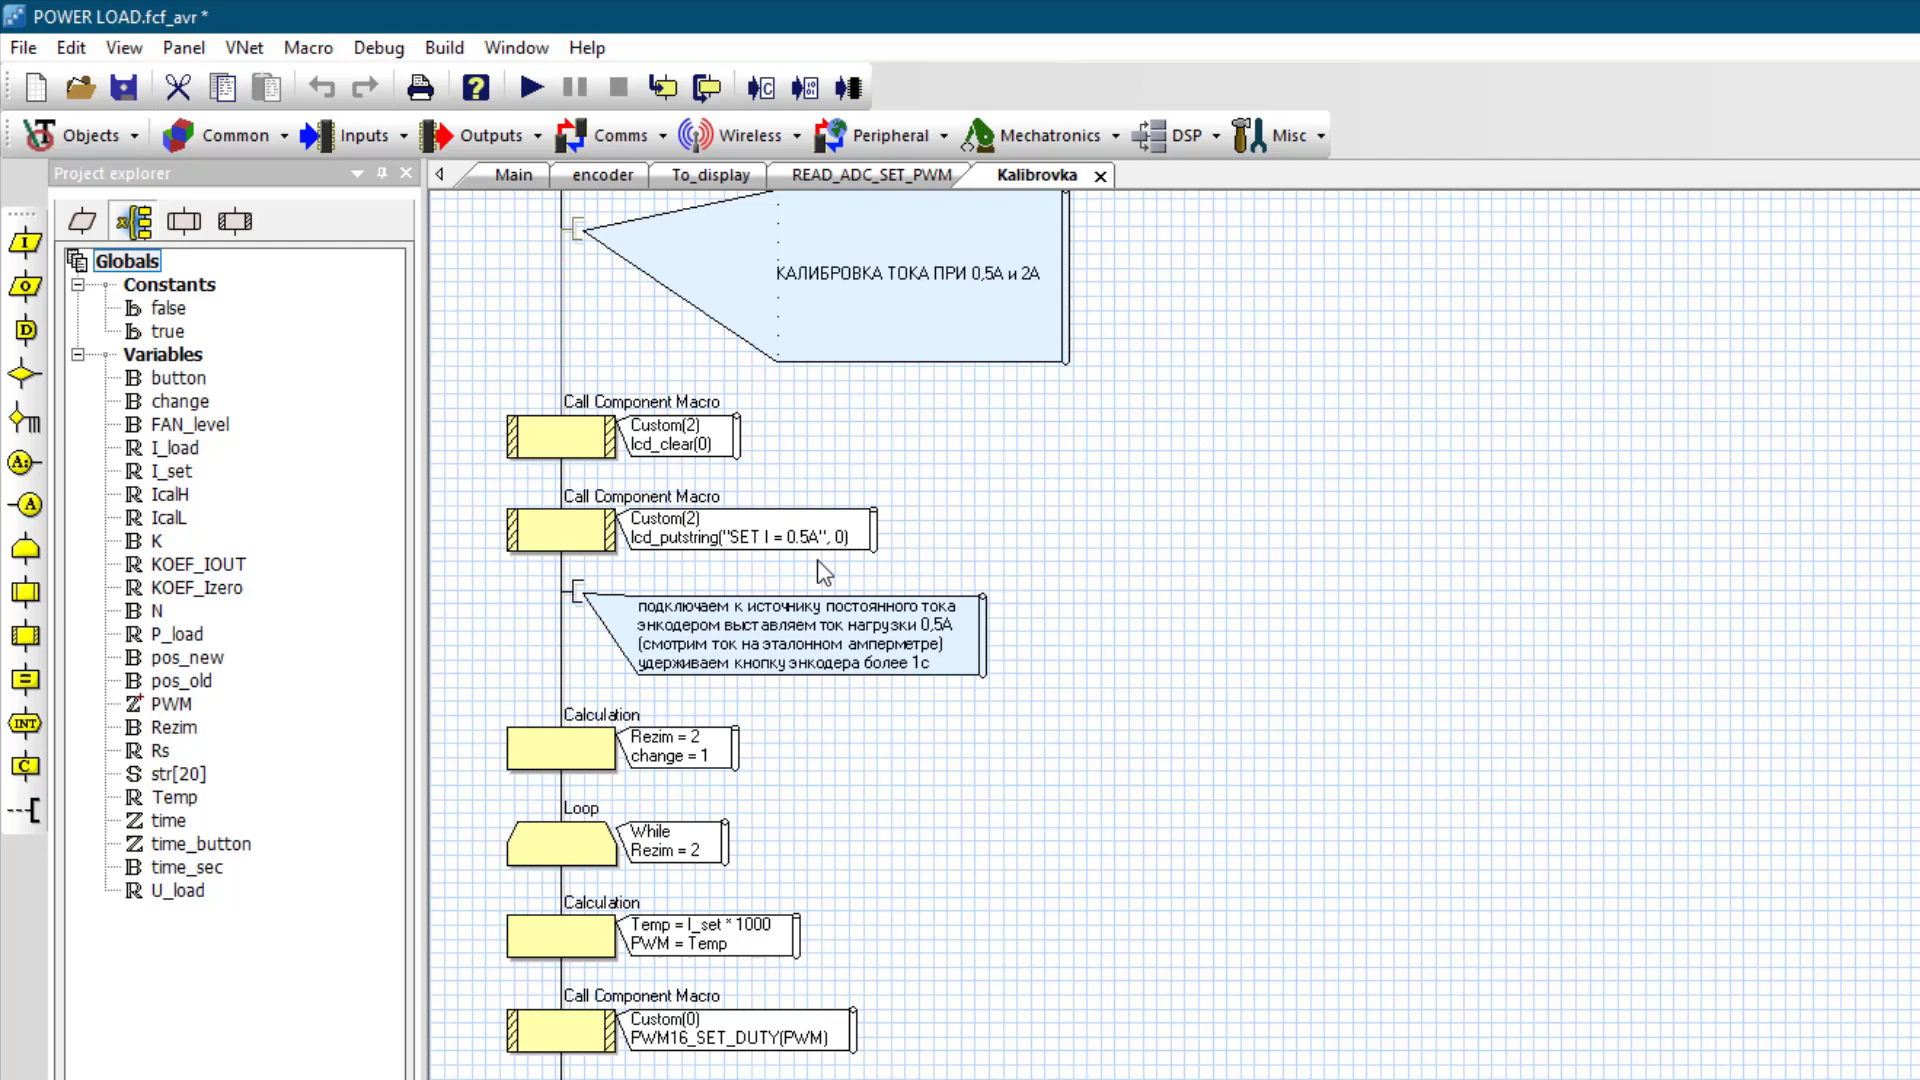 POWER LOAD.fcf_avr *
File Edit View Panel VNet Macro Debug Build Window Help
Objects Common Inputs Outputs Comms Wireless Peripheral Mechatronics DSP Misc
Project explorer
Main encoder To_display READ_ADC_SET_PWM Kalibrovka
Globals
Constants
false
true
Variables
button
change
FAN_level
I_load
I_set
IcalH
IcalL
K
KOEF_IOUT
KOEF_Izero
N
P_load
pos_new
pos_old
PWM
Rezim
Rs
str[20]
Temp
time
time_button
time_sec
U_load
КАЛИБРОВКА ТОКА ПРИ 0,5А и 2А
Call Component Macro
Custom(2)
lcd_clear(0)
Call Component Macro
Custom(2)
lcd_putstring("SET I = 0.5A", 0)
подключаем к источнику постоянного тока
энкодером выставляем ток нагрузки 0,5А
(смотрим ток на эталонном амперметре)
удерживаем кнопку энкодера более 1с
Calculation
Rezim = 2
change = 1
Loop
While
Rezim = 2
Calculation
Temp = I_set * 1000
PWM = Temp
Call Component Macro
Custom(0)
PWM16_SET_DUTY(PWM)